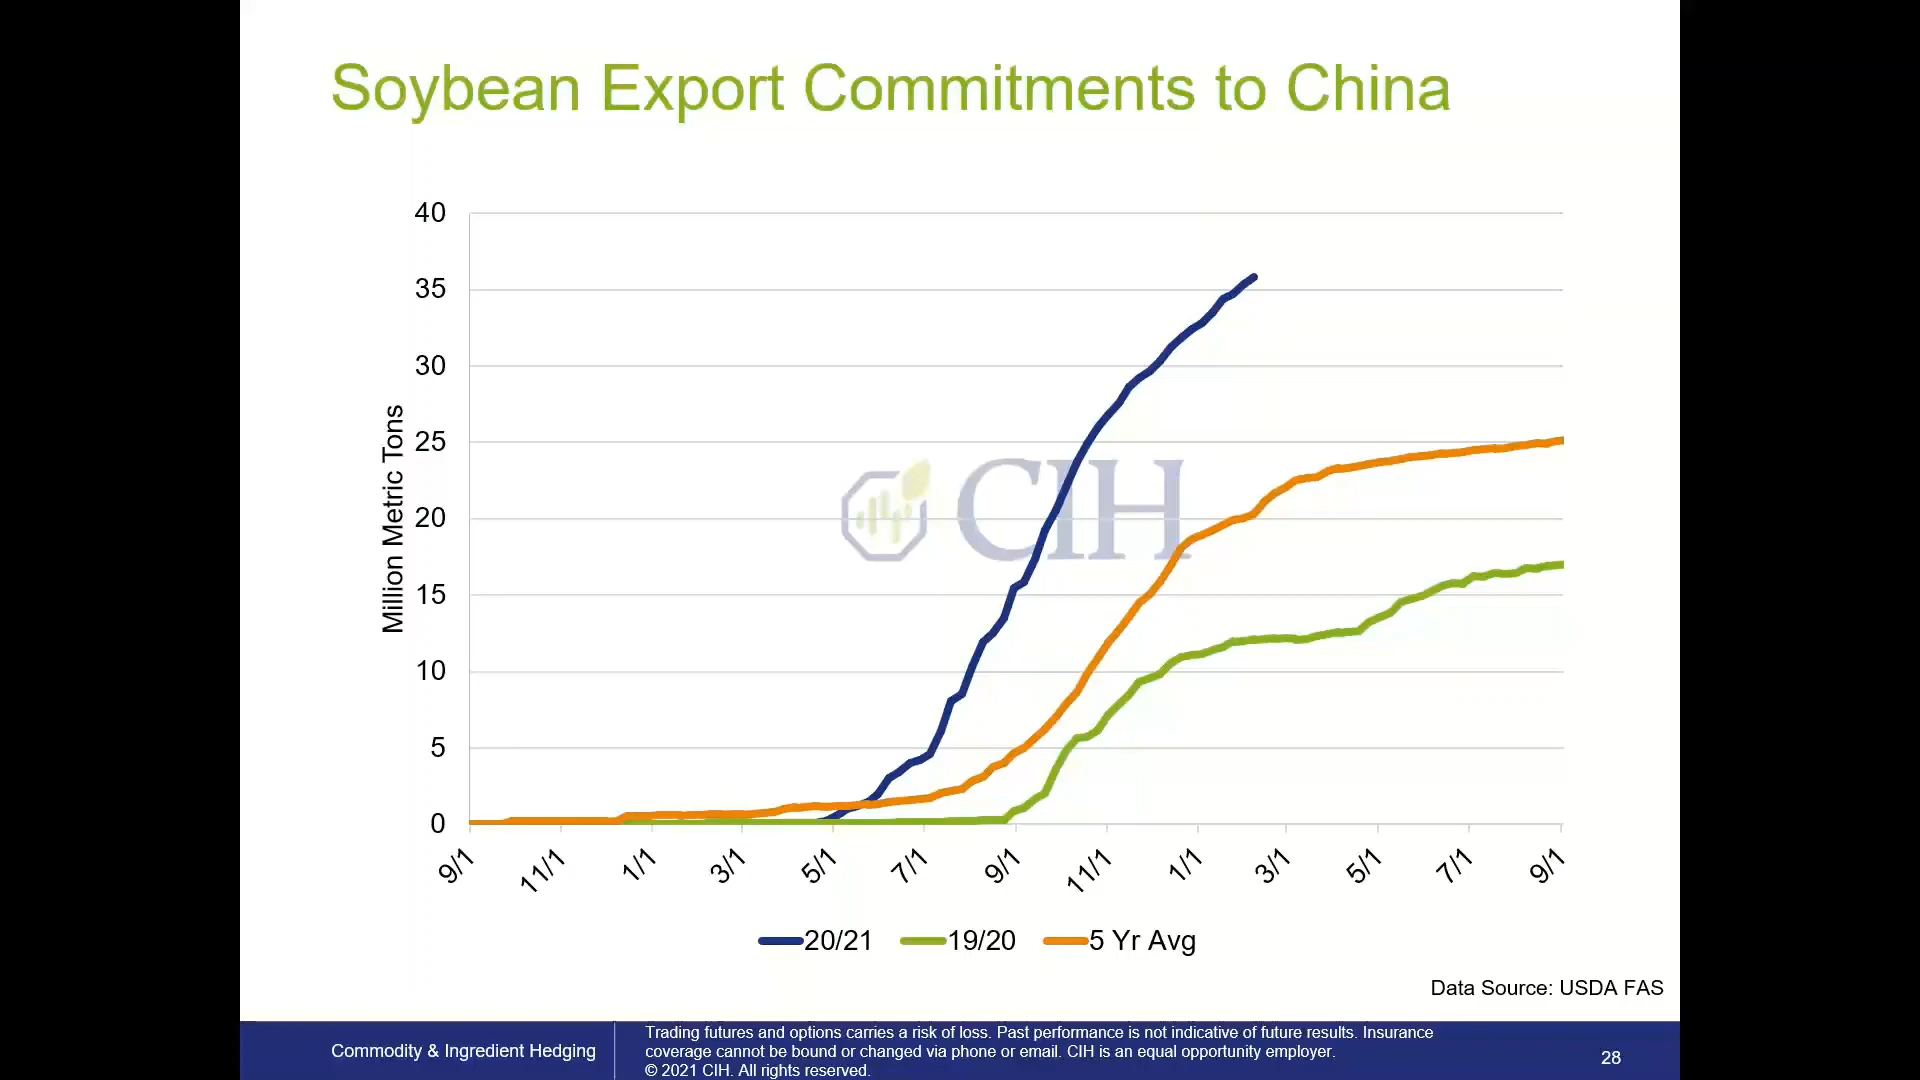 Soybean Export Commitments to China
40
35
30
25
20
15
10
5
0
Million Metric Tons
CIH
9/1
11/1
1/1
3/1
5/1
7/1
9/1
11/1
1/1
3/1
5/1
7/1
9/1
20/21
19/20
5 Yr Avg
Data Source: USDA FAS
Commodity & Ingredient Hedging
Trading futures and options carries a risk of loss. Past performance is not indicative of future results. Insurance
coverage cannot be bound or changed via phone or email. CIH is an equal opportunity employer.
© 2021 CIH. All rights reserved.
28